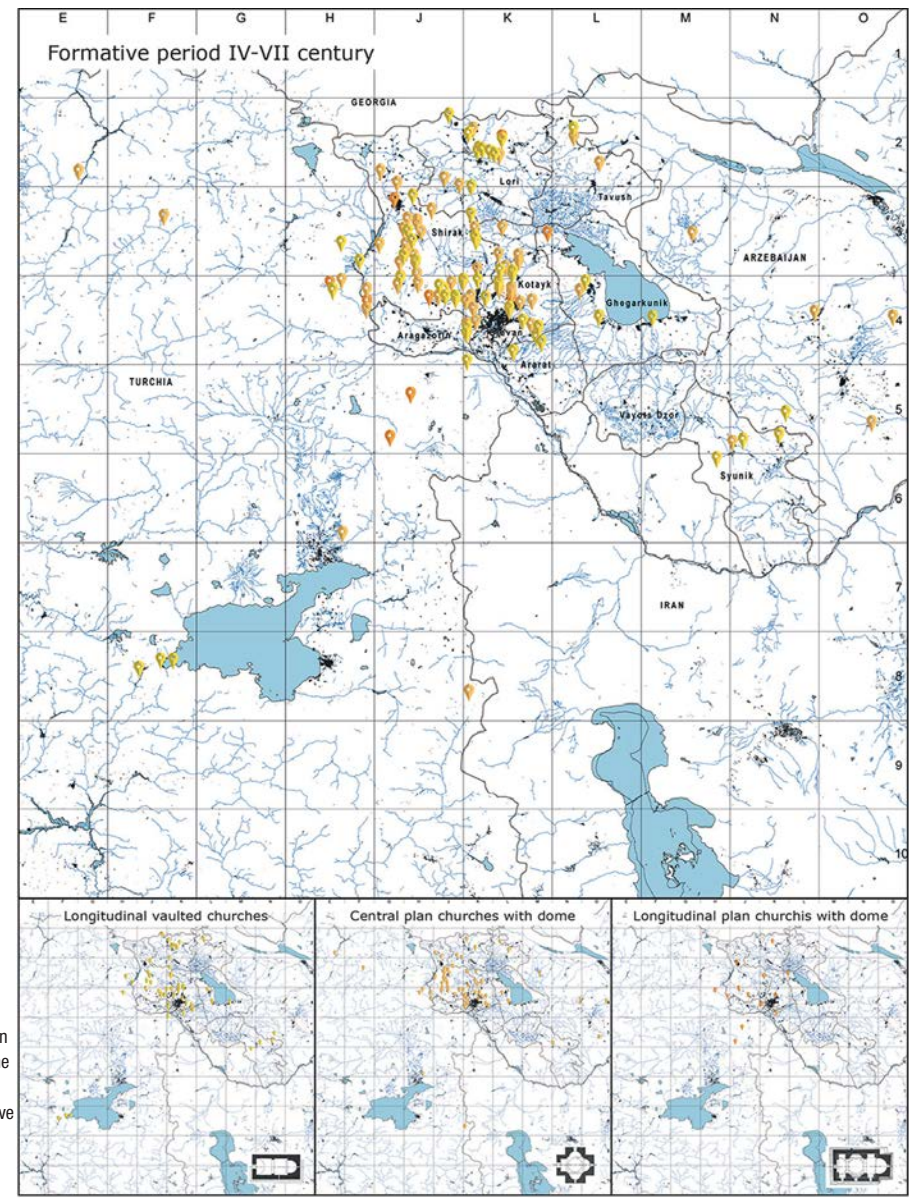 E F G H J K L M N O
Formative period IV-VII century
1
GEORGIA
2
Lori
Tavush
Shirak
3
ARZEBAIJAN
Kotayk
Ghegarkunik
4
Aragazotn
Ararat
TURCHIA
5
Vayots Dzor
Syunik
6
7
IRAN
8
9
10
Longitudinal vaulted churches
Central plan churches with dome
Longitudinal plan churchis with dome